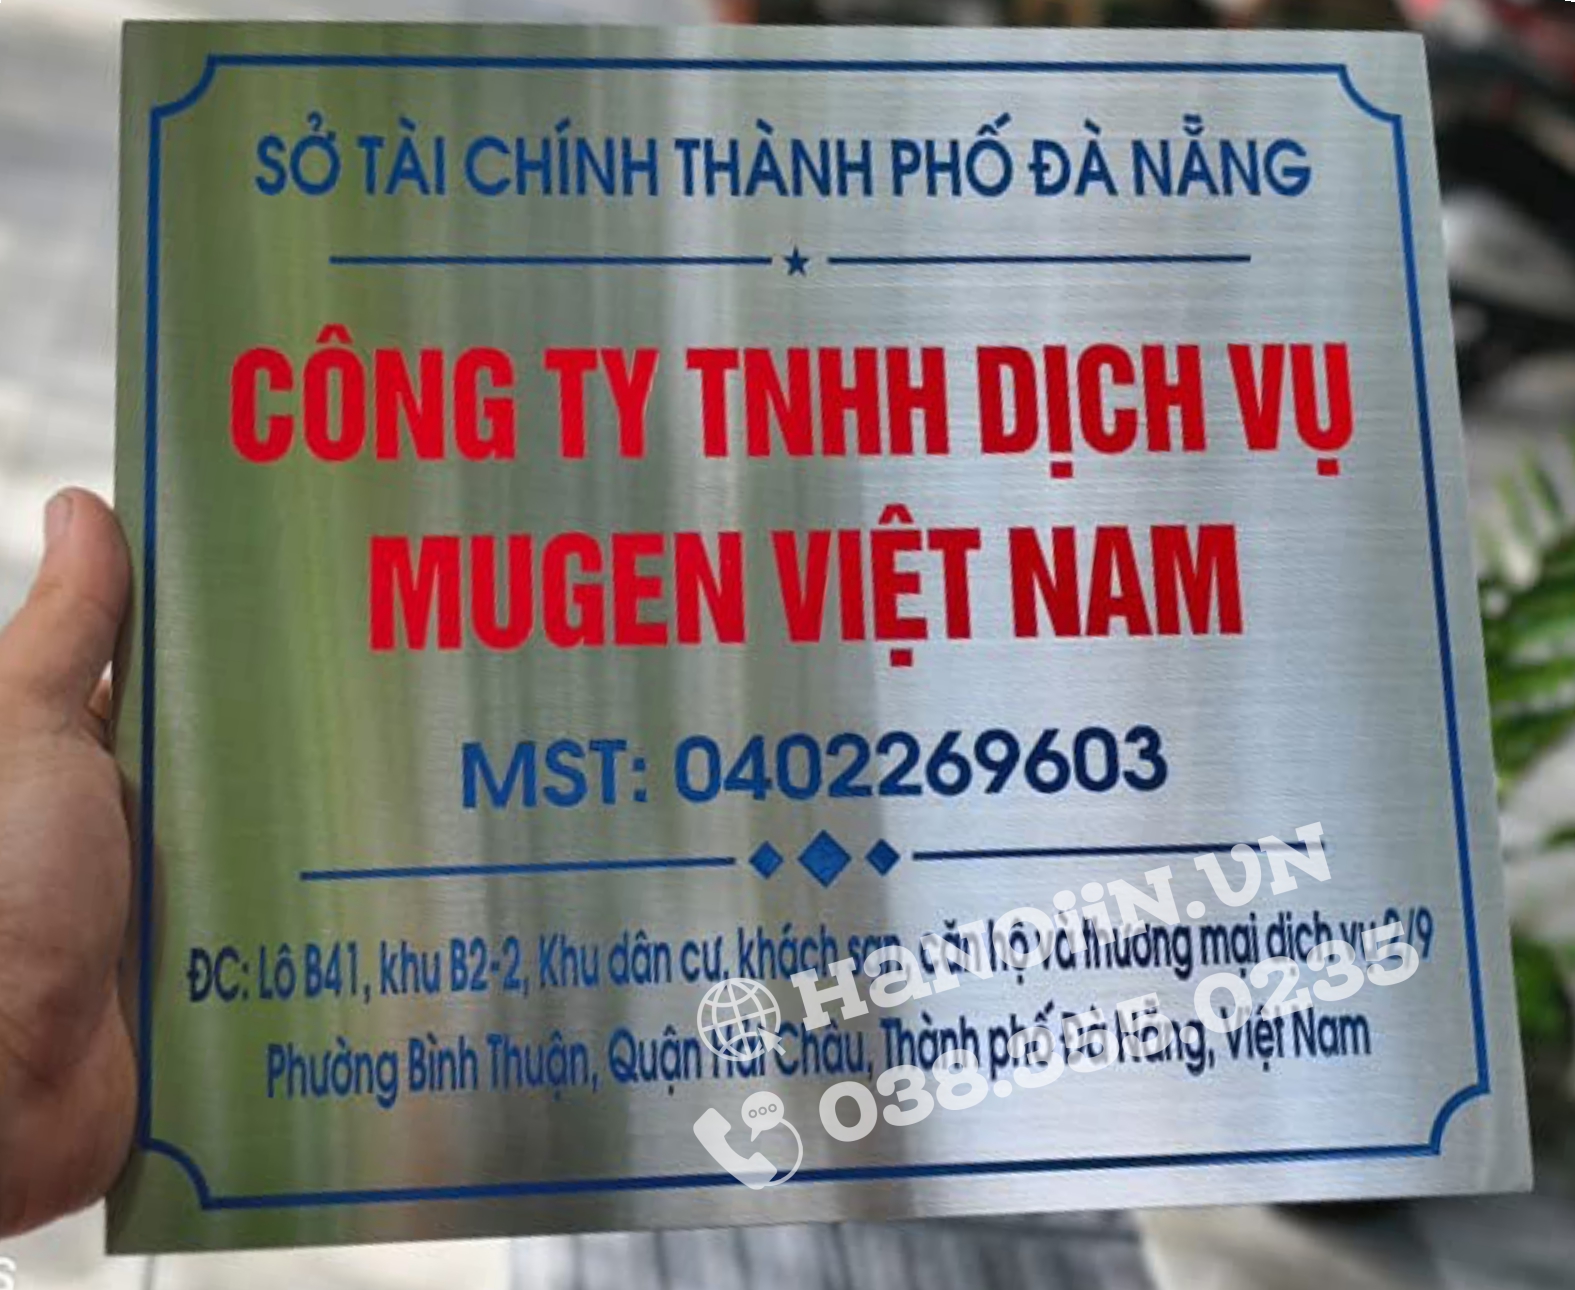 SỞ TÀI CHÍNH THÀNH PHỐ ĐÀ NẴNG
CÔNG TY TNHH DỊCH VỤ
MUGEN VIỆT NAM
MST: 0402269603
ĐC: Lô B41, khu B2-2, Khu dân cư, khách sạn, căn hộ và thương mại dịch vụ 2/9
Phường Bình Thuận, Quận Hải Châu, Thành phố Đà Nẵng, Việt Nam
HANOIIN.VN
038.365.0235